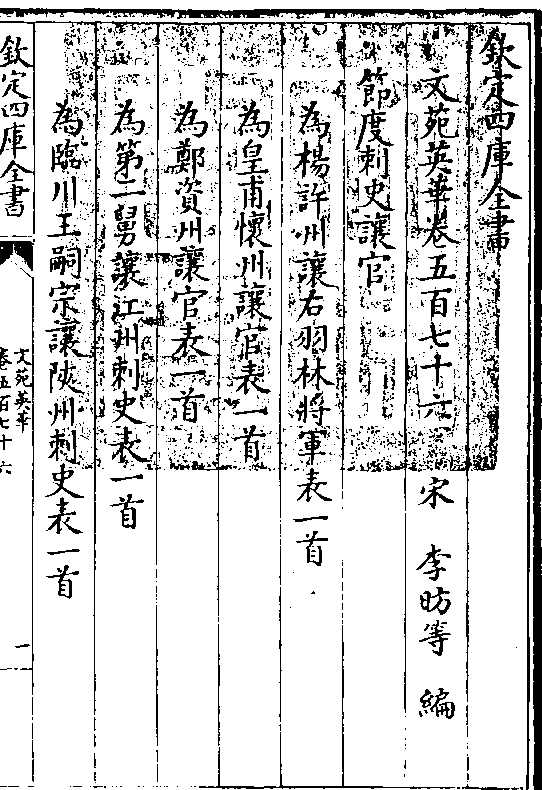 欽定四庫全書
文苑英華卷五百七十六　宋　李昉等　編
節度刺史讓官
為楊許州讓右羽林將軍表一首
為皇甫懷州讓官表一首
為鄭資州讓官表一首
為第二舅讓江州刺史表一首
為臨川王嗣宗讓陝州刺史表一首
欽定四庫全書
文苑英華
卷五百七十六
一